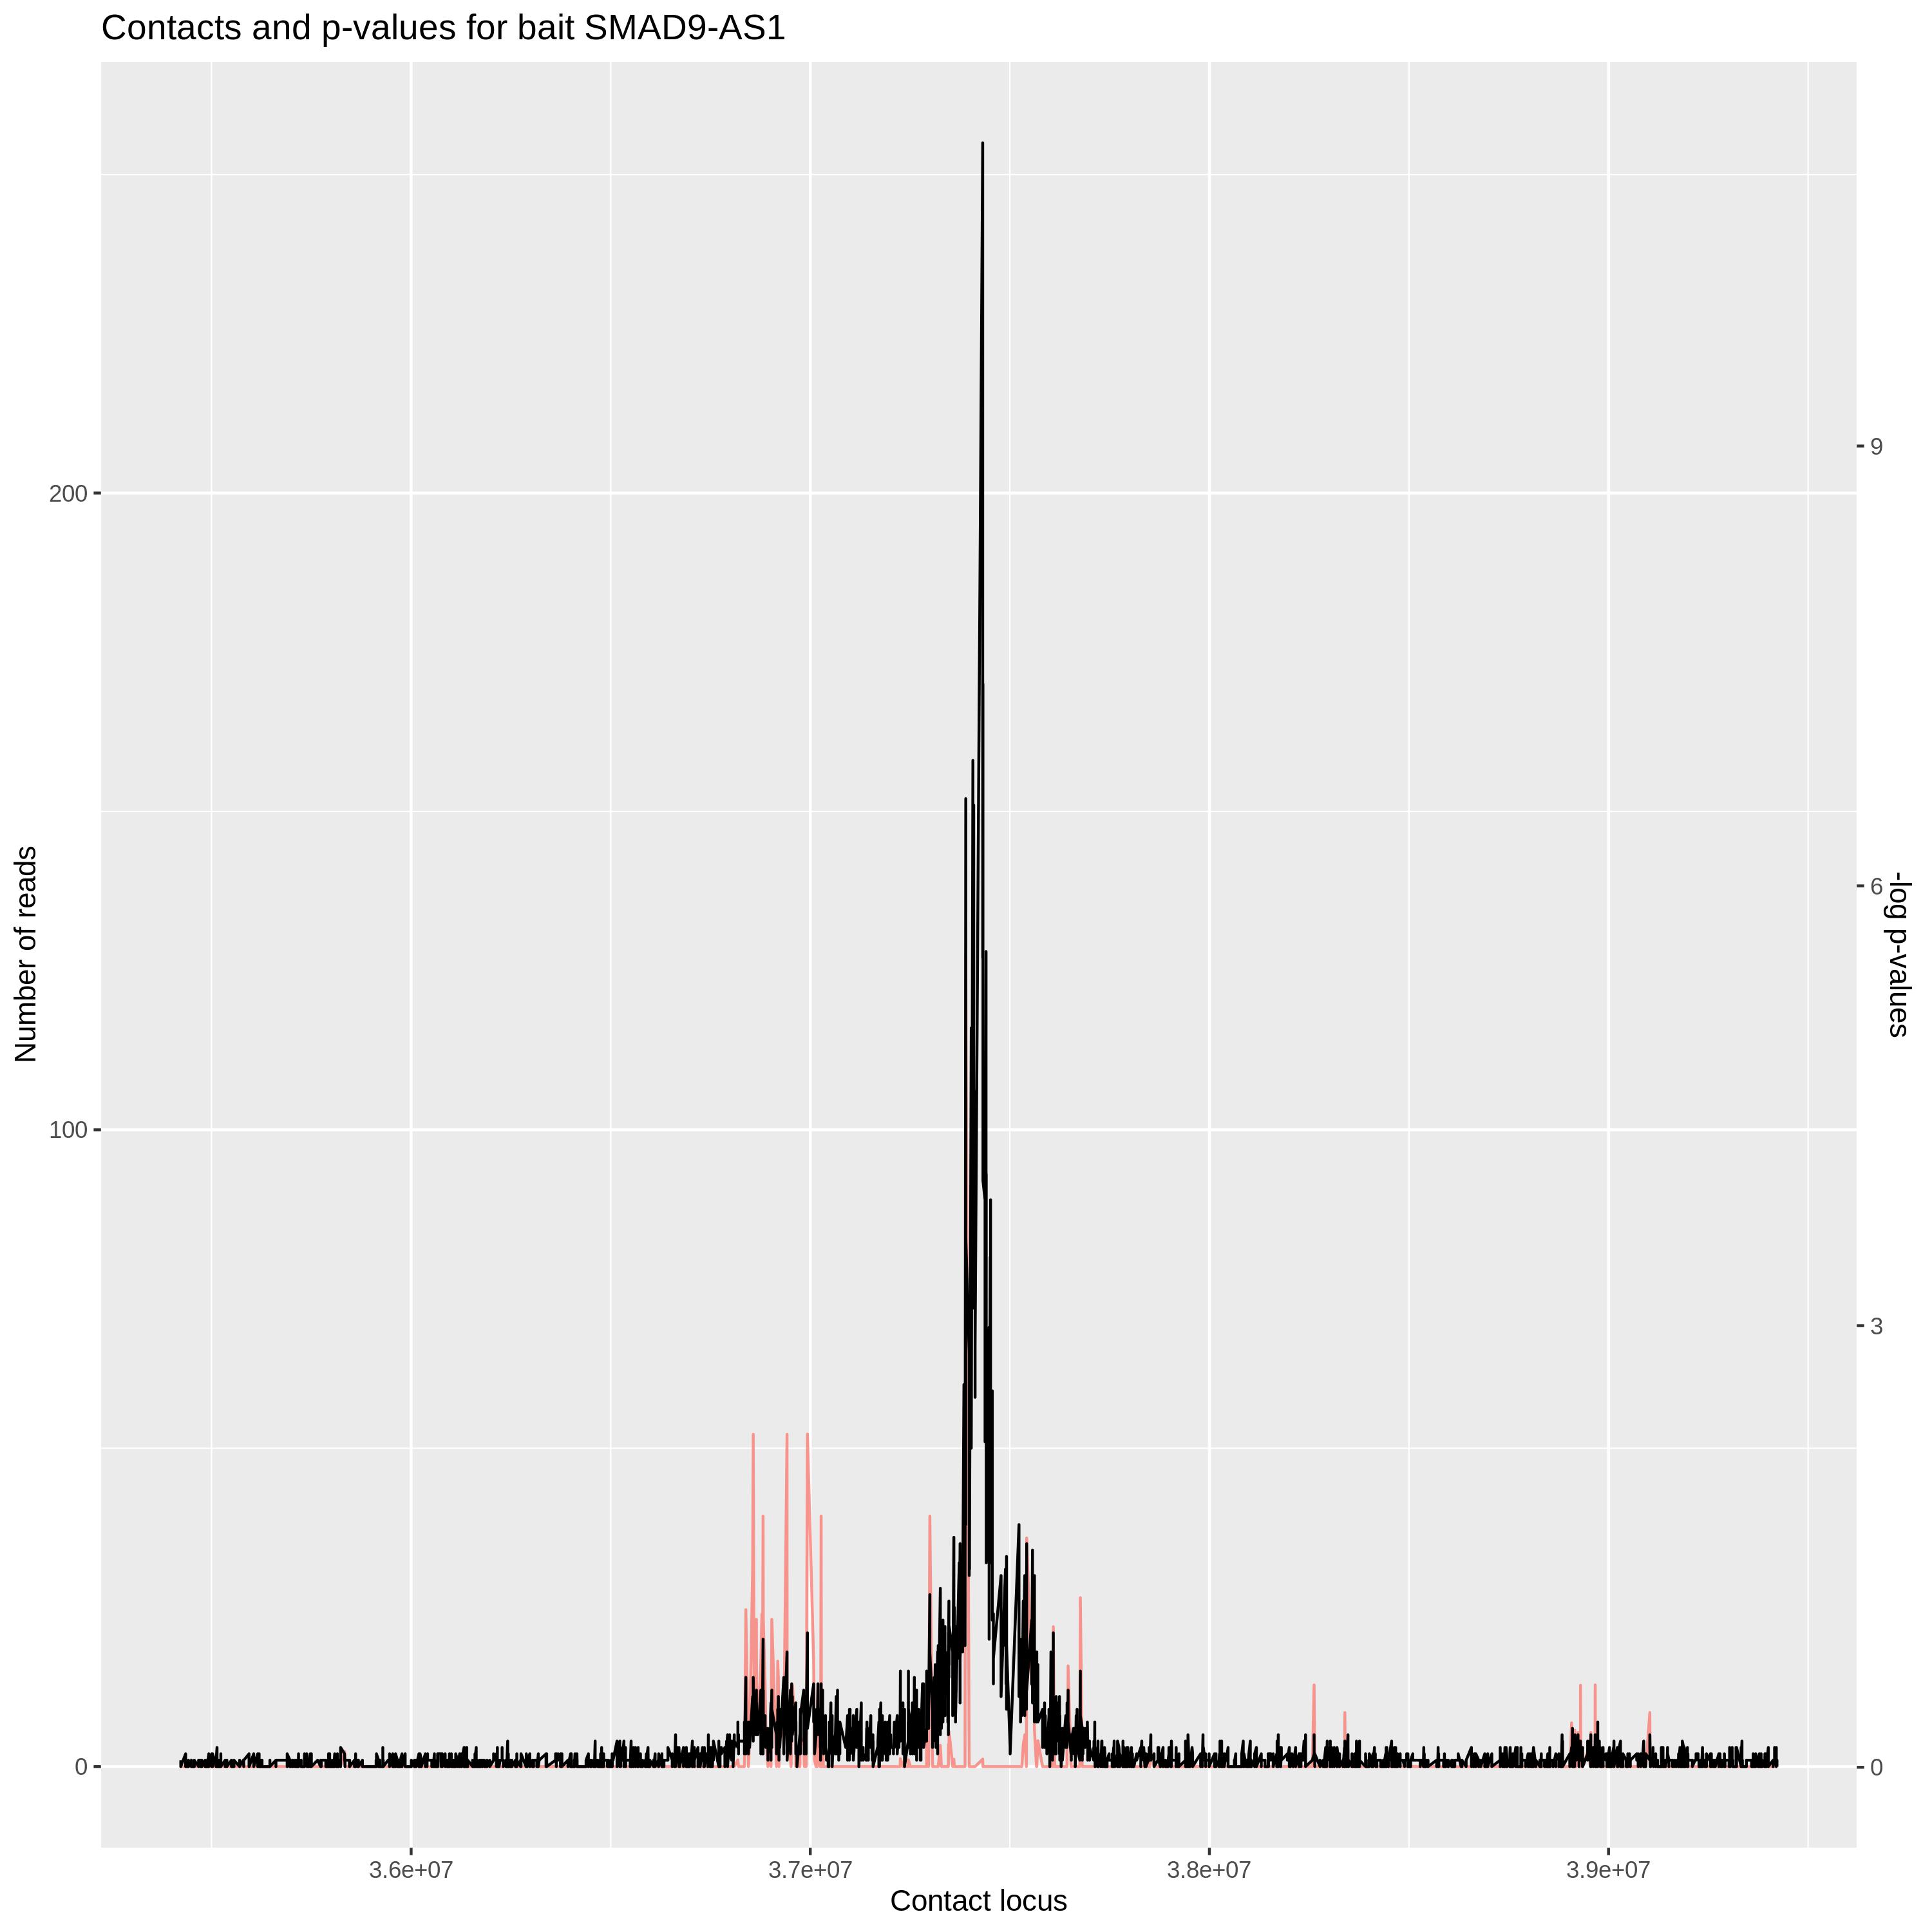 Contacts and p-values for bait SMAD9-AS1
Number of reads
200
100
0
9
6
3
0
-log p-values
3.6e+07
3.7e+07
3.8e+07
3.9e+07
Contact locus